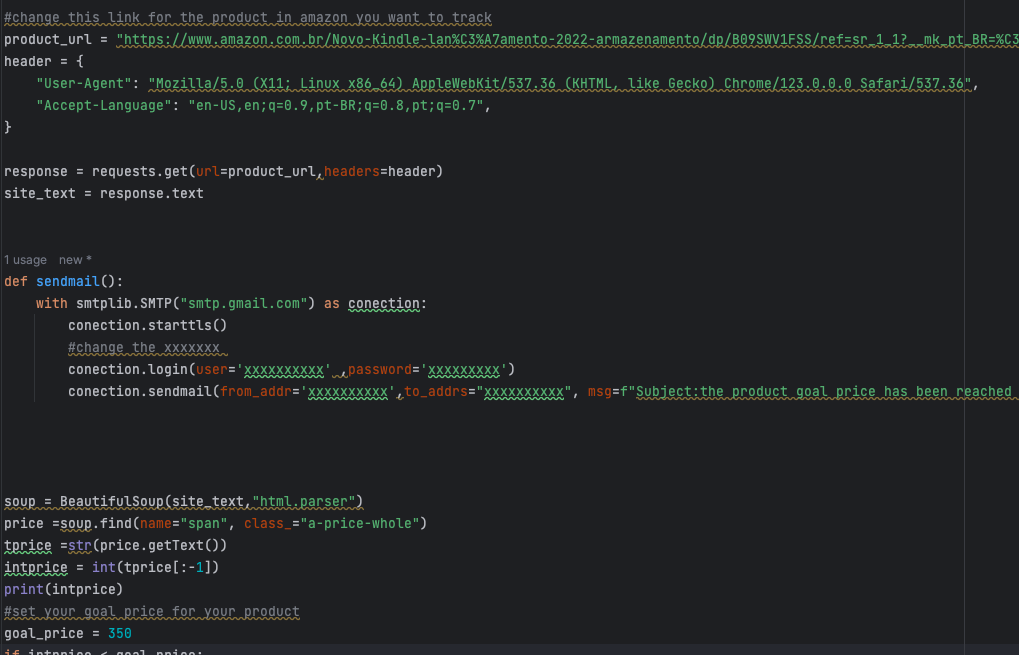 #change this link for the product in amazon you want to track
product_url = "https://www.amazon.com.br/Novo-Kindle-lan%C3%A7amento-2022-armazenamento/dp/B09SWV1FSS/ref=sr_1_1?__mk_pt_BR=%C3
header = {
    "User-Agent": "Mozilla/5.0 (X11; Linux x86_64) AppleWebKit/537.36 (KHTML, like Gecko) Chrome/123.0.0.0 Safari/537.36",
    "Accept-Language": "en-US,en;q=0.9,pt-BR;q=0.8,pt;q=0.7",
}
response = requests.get(url=product_url,headers=header)
site_text = response.text
1 usage new *
def sendmail():
    with smtplib.SMTP("smtp.gmail.com") as conection:
        conection.starttls()
        #change the xxxxxxx
        conection.login(user='xxxxxxxxxx' ,password='xxxxxxxxx')
        conection.sendmail(from_addr='xxxxxxxxxx',to_addrs="xxxxxxxxxx", msg=f"Subject:the product goal price has been reached
soup = BeautifulSoup(site_text,"html.parser")
price =soup.find(name="span", class_="a-price-whole")
tprice =str(price.getText())
intprice = int(tprice[:-1])
print(intprice)
#set your goal price for your product
goal_price = 350
if intprice < goal_price: